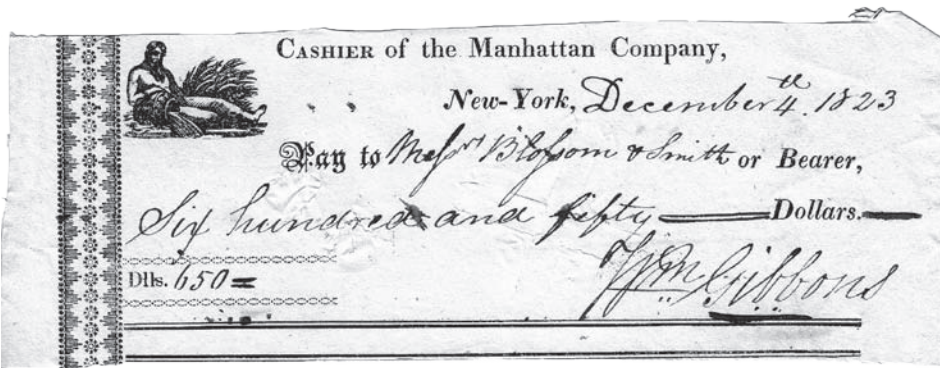 CASHIER of the Manhattan Company,
New-York, December 4th. 1823
Pay to Messrs Blossom & Smith or Bearer,
Six hundred and fifty Dollars.
Dlls. 650=
Wm Gibbons